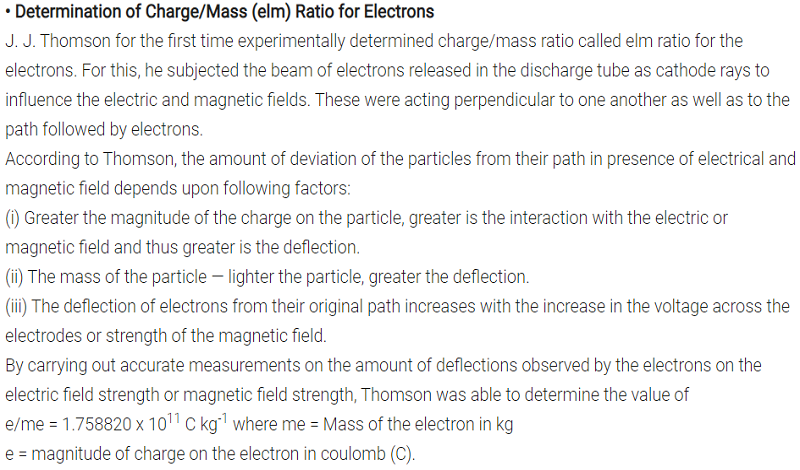 • Determination of Charge/Mass (elm) Ratio for Electrons
J. J. Thomson for the first time experimentally determined charge/mass ratio called elm ratio for the
electrons. For this, he subjected the beam of electrons released in the discharge tube as cathode rays to
influence the electric and magnetic fields. These were acting perpendicular to one another as well as to the
path followed by electrons.
According to Thomson, the amount of deviation of the particles from their path in presence of electrical and
magnetic field depends upon following factors:
(i) Greater the magnitude of the charge on the particle, greater is the interaction with the electric or
magnetic field and thus greater is the deflection.
(ii) The mass of the particle — lighter the particle, greater the deflection.
(iii) The deflection of electrons from their original path increases with the increase in the voltage across the
electrodes or strength of the magnetic field.
By carrying out accurate measurements on the amount of deflections observed by the electrons on the
electric field strength or magnetic field strength, Thomson was able to determine the value of
e/me = 1.758820 x 10¹¹ C kg⁻¹ where me = Mass of the electron in kg
e = magnitude of charge on the electron in coulomb (C).